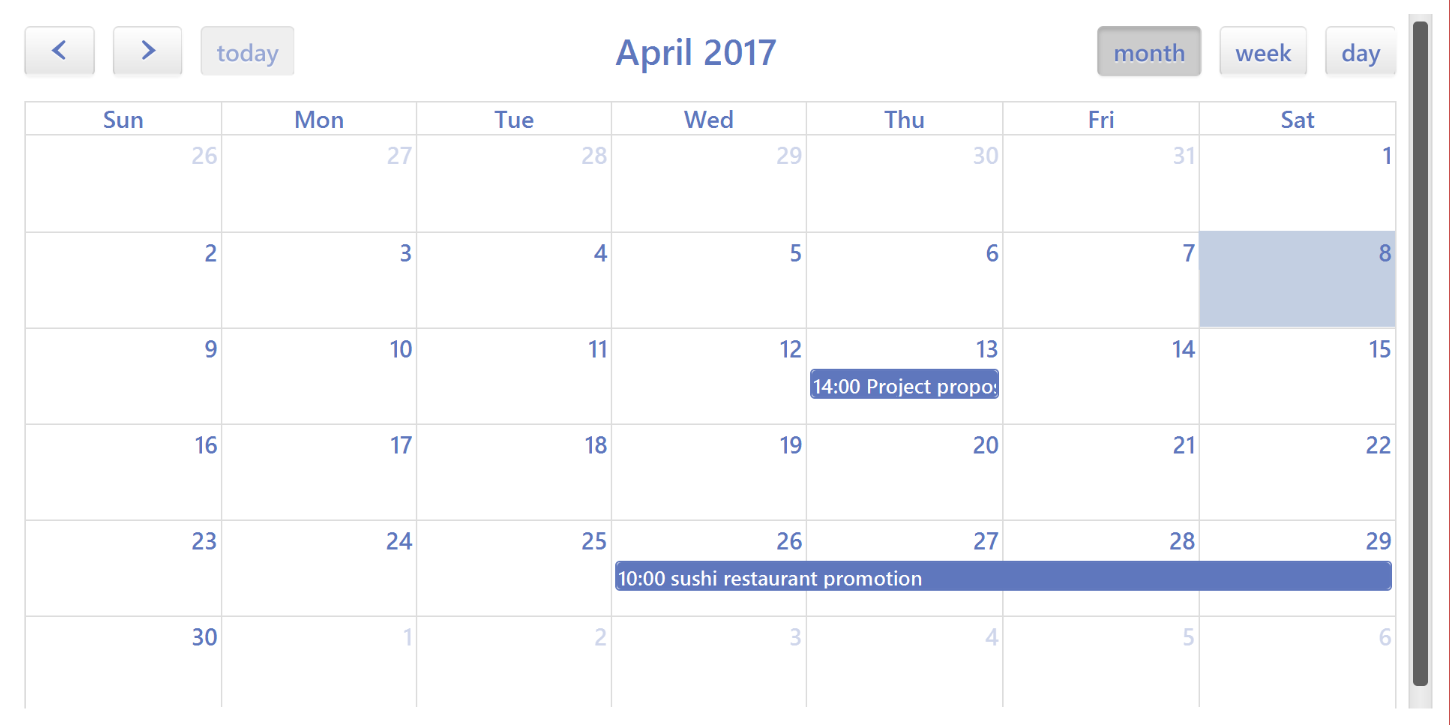 < > today April 2017 month week day
Sun Mon Tue Wed Thu Fri Sat
26 27 28 29 30 31 1
2 3 4 5 6 7 8
9 10 11 12 13 14 15
14:00 Project propos
16 17 18 19 20 21 22
23 24 25 26 27 28 29
10:00 sushi restaurant promotion
30 1 2 3 4 5 6